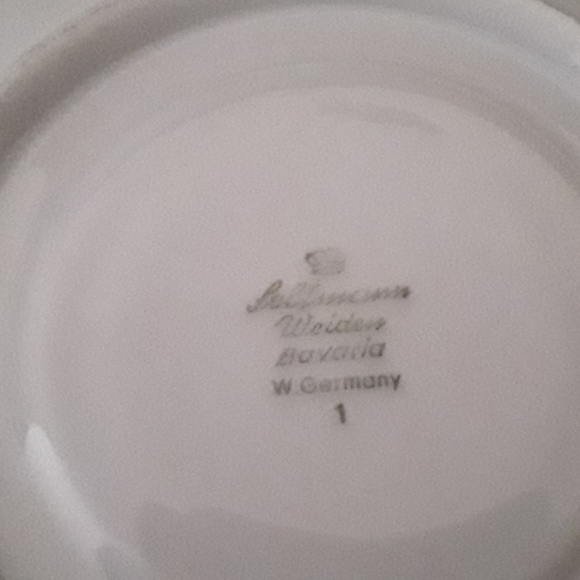 Seltmann
Weiden
Bavaria
W.Germany
1